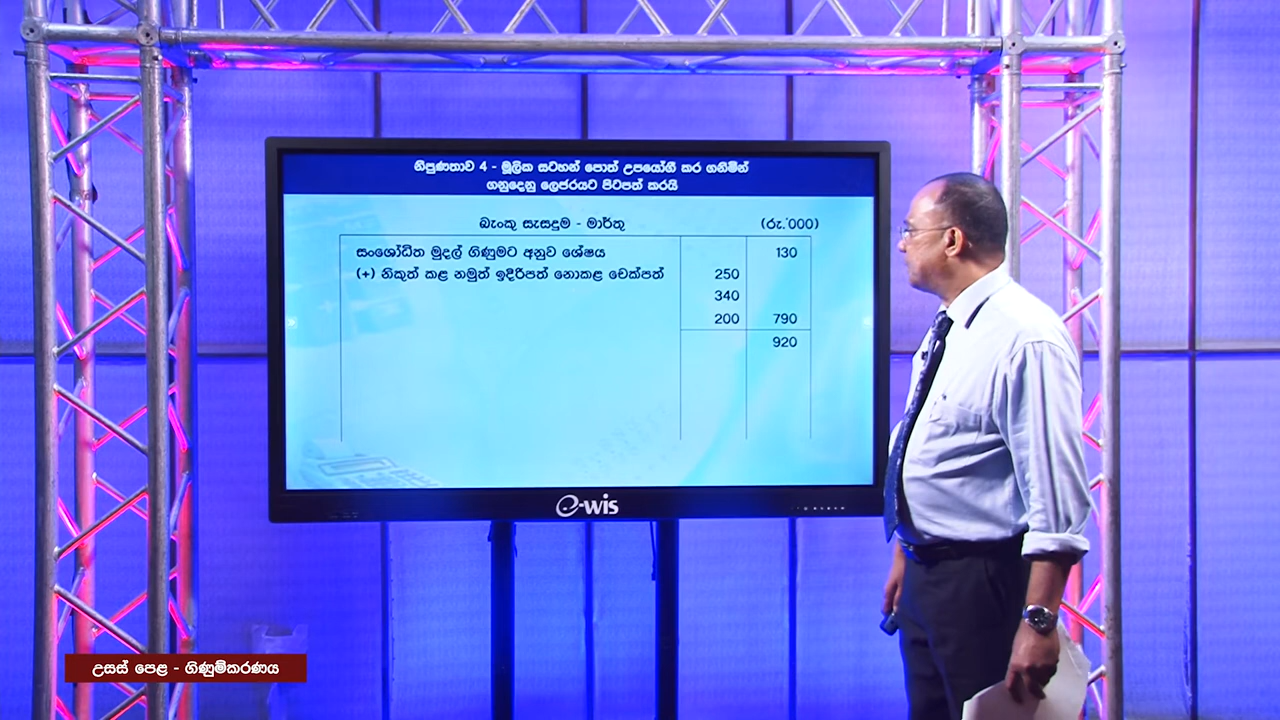 නිපුණතාව 4 - මූලික සටහන් පොත් උපයෝගී කර ගනිමින්
ගනුදෙනු ලෙජරයට පිටපත් කරයි
බැංකු සැසඳුම - මාර්තු (රු.'000)
සංශෝධිත මුදල් ගිණුමට අනුව ශේෂය 130
(+) නිකුත් කළ නමුත් ඉදිරිපත් නොකළ චෙක්පත් 250
340
200 790
920
e-wis
උසස් පෙළ - ගිණුම්කරණය